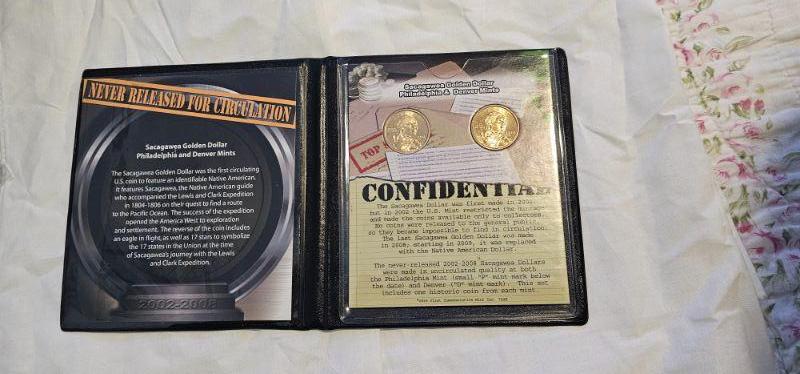 NEVER RELEASED FOR CIRCULATION
Sacagawea Golden Dollar
Philadelphia and Denver Mints
The Sacagawea Golden Dollar was the first circulating
U.S. coin to feature an identifiable Native American.
It features Sacagawea, the Native American guide
who accompanied the Lewis and Clark Expedition
in 1804-1806 on their quest to find a route
to the Pacific Ocean. The success of the expedition
opened the America West to exploration
and settlement. The reverse of the coin includes
an eagle in flight, as well as 17 stars to symbolize
the 17 states in the Union at the time
of Sacagawea's journey with the Lewis
and Clark Expedition.
2002-2008
Sacagawea Golden Dollar
Philadelphia & Denver Mints
TOP
CONFIDENTIAL
The Sacagawea Dollar was first made in
but in 2002 the U.S. Mint restricted the
and made the coins available only to collectors.
No coins were released to the general public,
so they became impossible to find in circulation.
The last Sacagawea Golden Dollar was made
in 2008; starting in 2009, it was replaced
with the Native American Dollar.
The never-released 2002-2008 Sacagawea Dollars
were made in uncirculated quality at both
the Philadelphia Mint (small "P" mint mark below
the date) and Denver ("D" mint mark). This set
includes one historic coin from each mint.